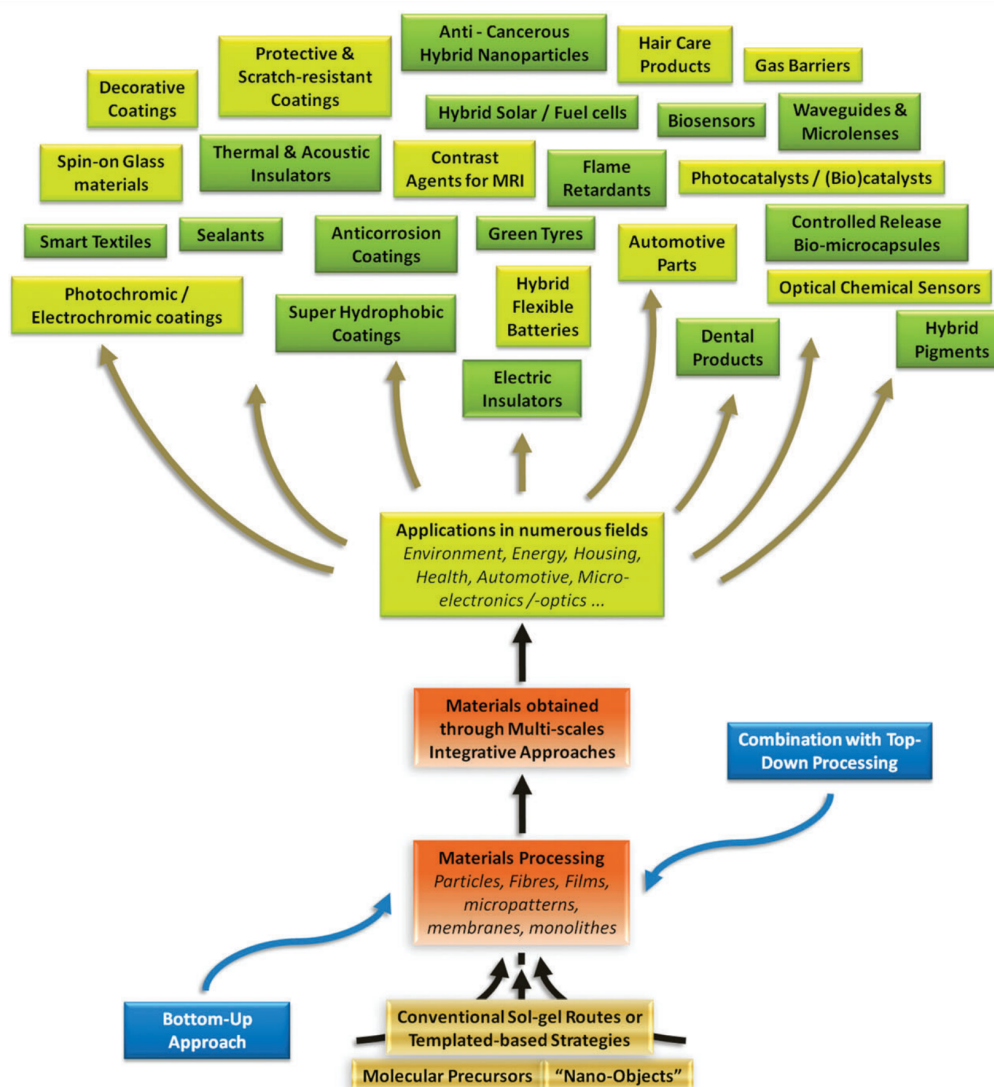 Anti - Cancerous
Hybrid Nanoparticles
Protective &
Scratch-resistant
Coatings
Hair Care
Products
Gas Barriers
Decorative
Coatings
Hybrid Solar / Fuel cells
Biosensors
Waveguides &
Microlenses
Spin-on Glass
materials
Thermal & Acoustic
Insulators
Contrast
Agents for MRI
Flame
Retardants
Photocatalysts / (Bio)catalysts
Smart Textiles
Sealants
Anticorrosion
Coatings
Green Tyres
Automotive
Parts
Controlled Release
Bio-microcapsules
Photochromic /
Electrochromic coatings
Super Hydrophobic
Coatings
Hybrid
Flexible
Batteries
Optical Chemical Sensors
Dental
Products
Hybrid
Pigments
Electric
Insulators
Applications in numerous fields
Environment, Energy, Housing,
Health, Automotive, Micro-
electronics /-optics ...
Materials obtained
through Multi-scales
Integrative Approaches
Combination with Top-
Down Processing
Materials Processing
Particles, Fibres, Films,
micropatterns,
membranes, monolithes
Bottom-Up
Approach
Conventional Sol-gel Routes or
Templated-based Strategies
Molecular Precursors
"Nano-Objects"